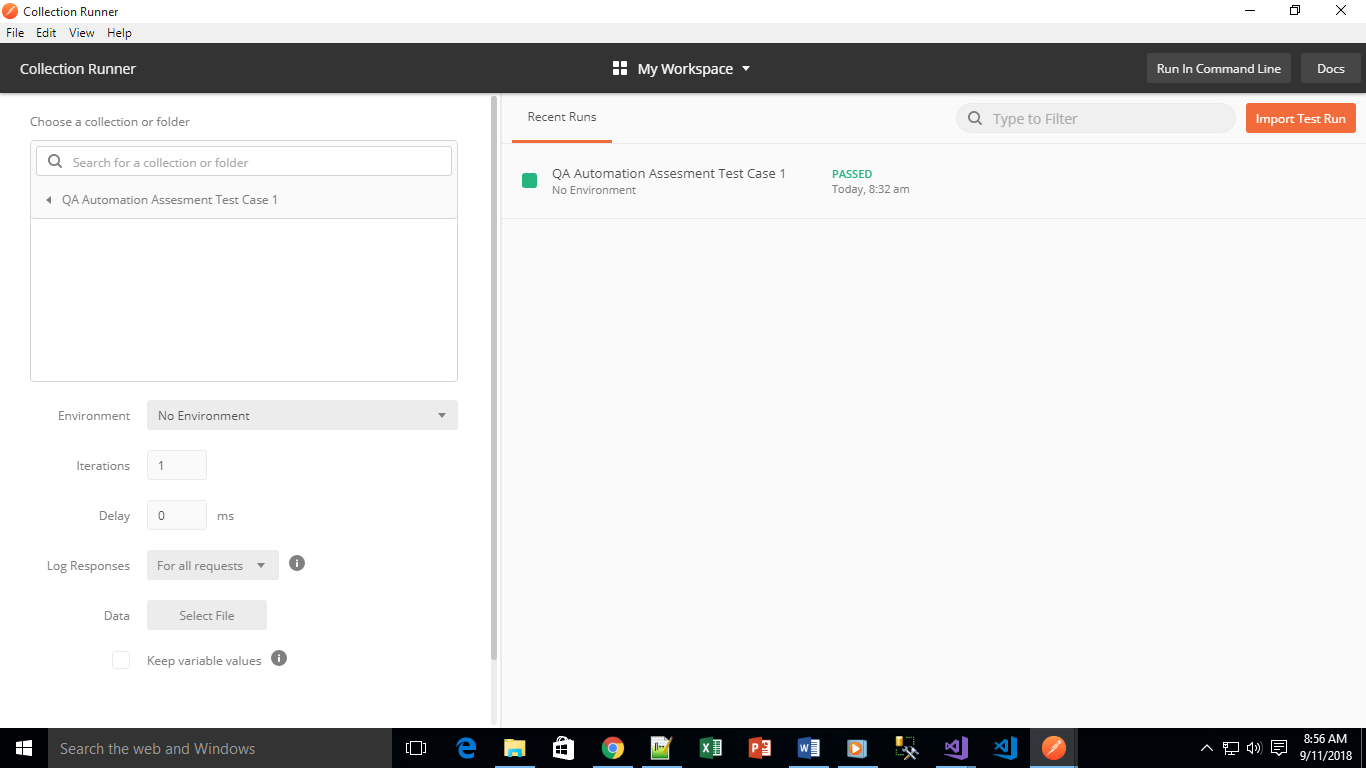 Collection Runner
File Edit View Help
Collection Runner
My Workspace
Run In Command Line
Docs
Choose a collection or folder
Search for a collection or folder
QA Automation Assesment Test Case 1
Environment No Environment
Iterations 1
Delay 0 ms
Log Responses For all requests
Data Select File
Keep variable values
Recent Runs
Type to Filter
Import Test Run
QA Automation Assesment Test Case 1
No Environment
PASSED
Today, 8:32 am
Search the web and Windows
8:56 AM
9/11/2018